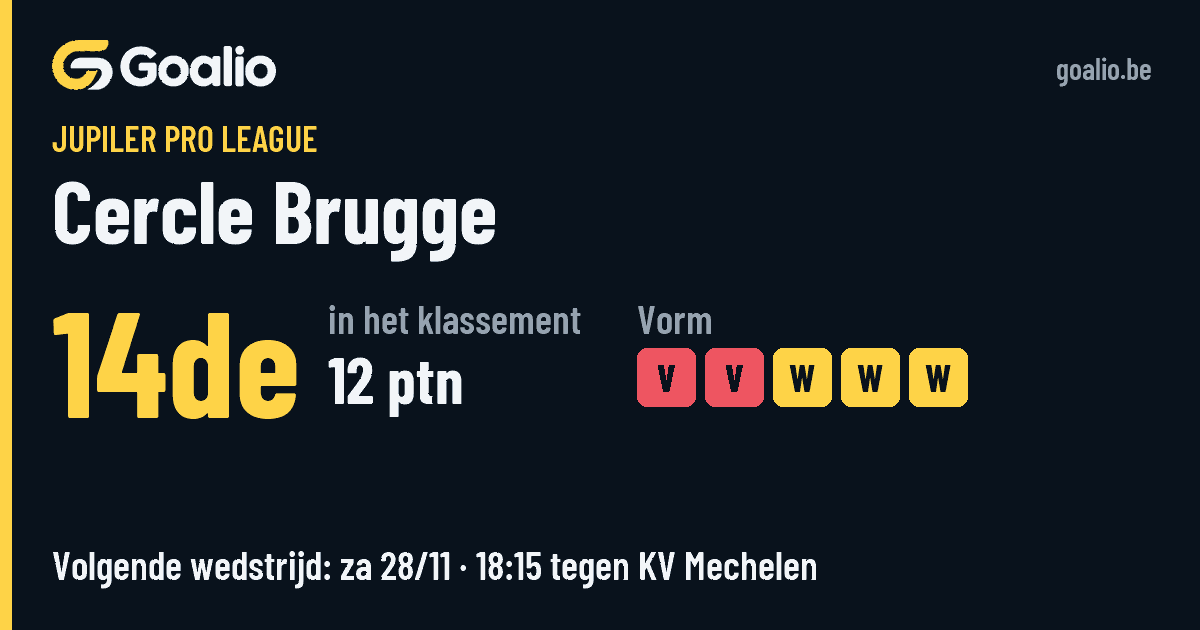 Goalio
goalio.be
JUPILER PRO LEAGUE
Cercle Brugge
14de
in het klassement
12 ptn
Vorm
V V W W W
Volgende wedstrijd: za 28/11 · 18:15 tegen KV Mechelen